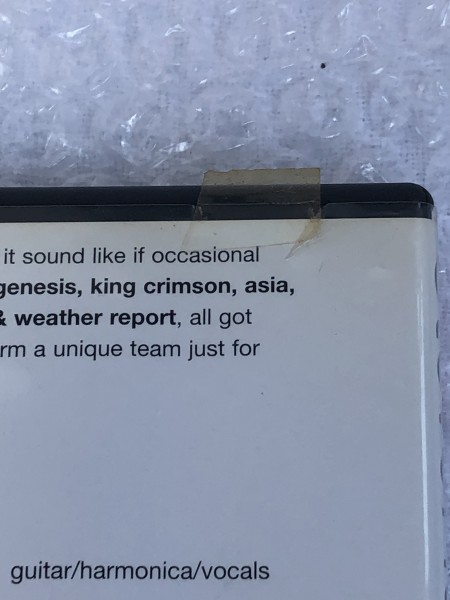 it sound like if occasional
genesis, king crimson, asia,
& weather report, all got
rm a unique team just for
guitar/harmonica/vocals